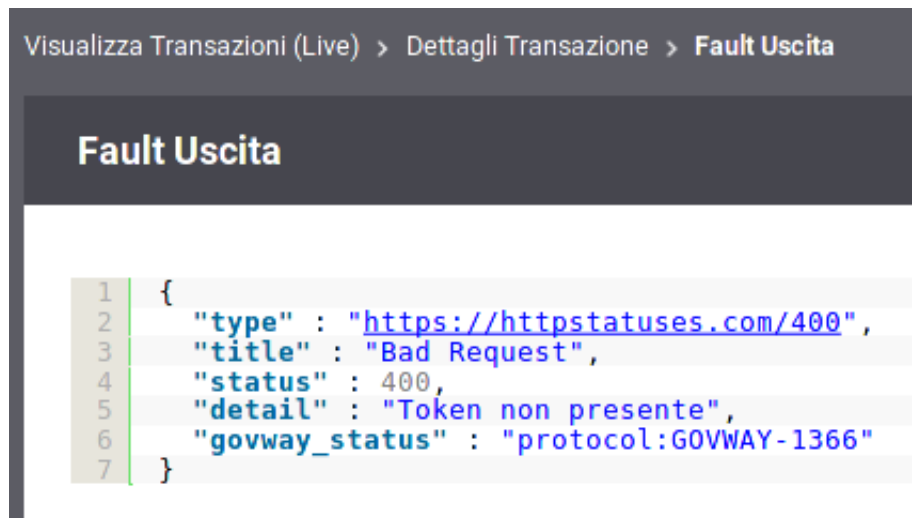 Visualizza Transazioni (Live) > Dettagli Transazione > Fault Uscita
Fault Uscita
1 {
2 "type" : "https://httpstatuses.com/400",
3 "title" : "Bad Request",
4 "status" : 400,
5 "detail" : "Token non presente",
6 "govway_status" : "protocol:GOVWAY-1366"
7 }